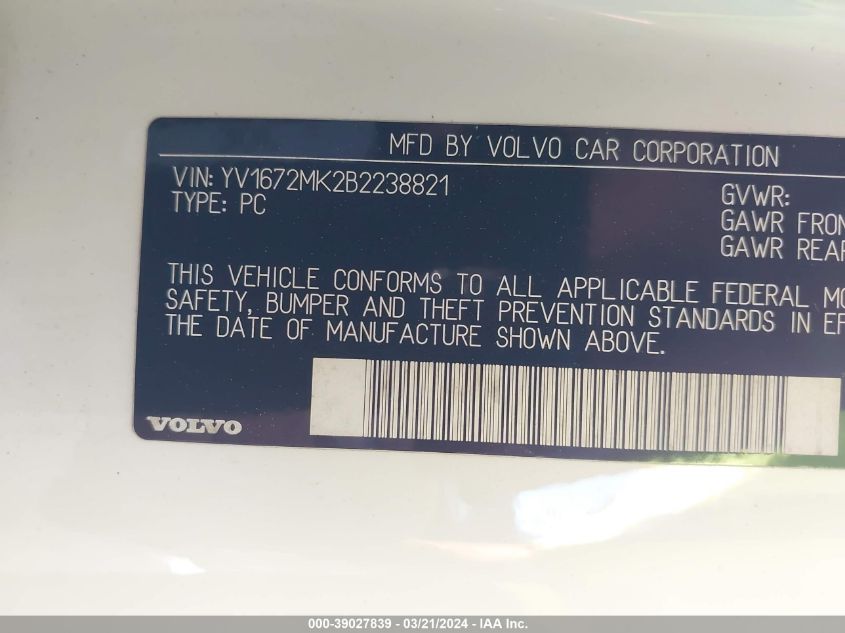 MFD BY VOLVO CAR CORPORATION
VIN: YV1672MK2B2238821
TYPE: PC
GVWR:
GAWR FRON
GAWR REAR
THIS VEHICLE CONFORMS TO ALL APPLICABLE FEDERAL MO
SAFETY, BUMPER AND THEFT PREVENTION STANDARDS IN EF
THE DATE OF MANUFACTURE SHOWN ABOVE.
VOLVO
000-39027839 - 03/21/2024 - IAA Inc.